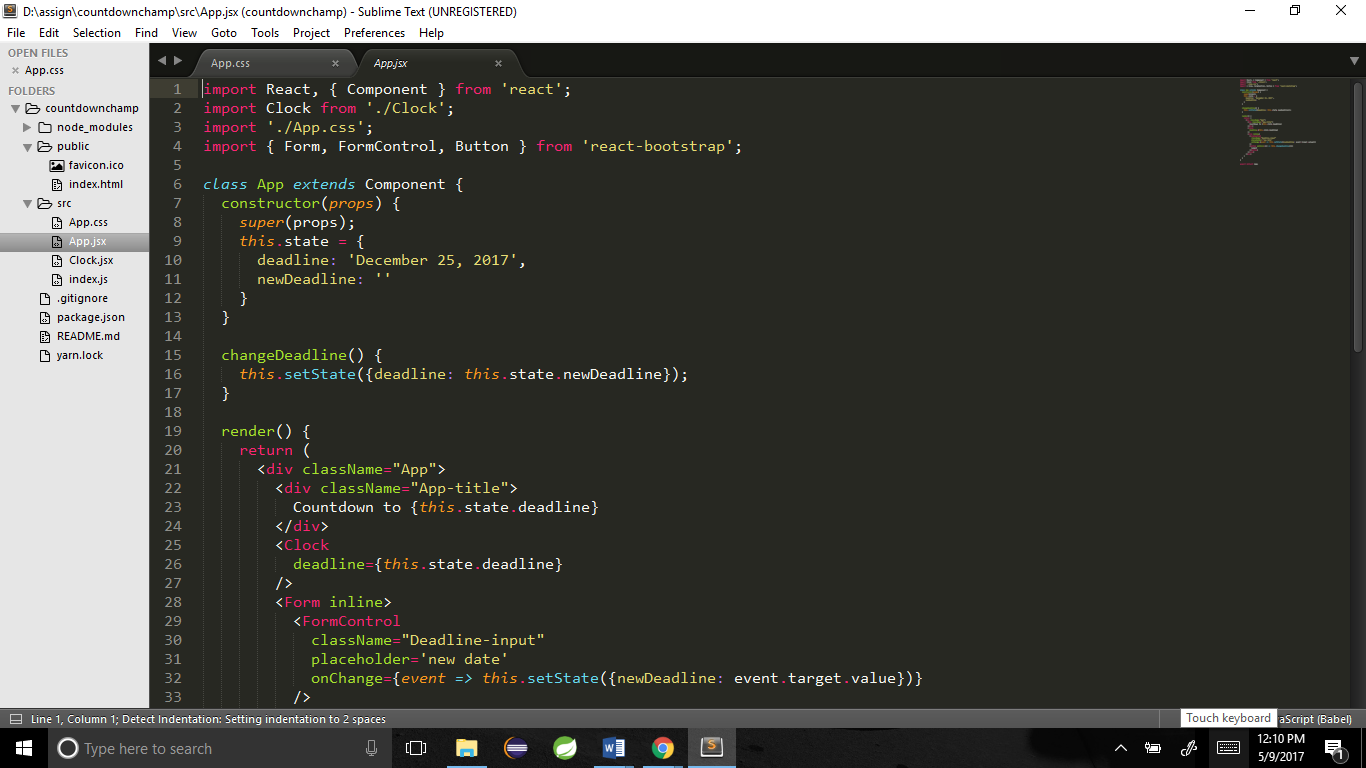 D:\assign\countdownchamp\src\App.jsx (countdownchamp) - Sublime Text (UNREGISTERED)
File Edit Selection Find View Goto Tools Project Preferences Help
OPEN FILES
App.css
FOLDERS
countdownchamp
node_modules
public
favicon.ico
index.html
src
App.css
App.jsx
Clock.jsx
index.js
.gitignore
package.json
README.md
yarn.lock
App.css × App.jsx ×
1 import React, { Component } from 'react';
2 import Clock from './Clock';
3 import './App.css';
4 import { Form, FormControl, Button } from 'react-bootstrap';
5
6 class App extends Component {
7   constructor(props) {
8     super(props);
9     this.state = {
10       deadline: 'December 25, 2017',
11       newDeadline: ''
12     }
13   }
14
15   changeDeadline() {
16     this.setState({deadline: this.state.newDeadline});
17   }
18
19   render() {
20     return (
21       <div className="App">
22         <div className="App-title">
23           Countdown to {this.state.deadline}
24         </div>
25         <Clock
26           deadline={this.state.deadline}
27         />
28         <Form inline>
29           <FormControl
30             className="Deadline-input"
31             placeholder='new date'
32             onChange={event => this.setState({newDeadline: event.target.value})}
33           />
Line 1, Column 1; Detect Indentation: Setting indentation to 2 spaces
Touch keyboard
aScript (Babel)
Type here to search
12:10 PM
5/9/2017
1